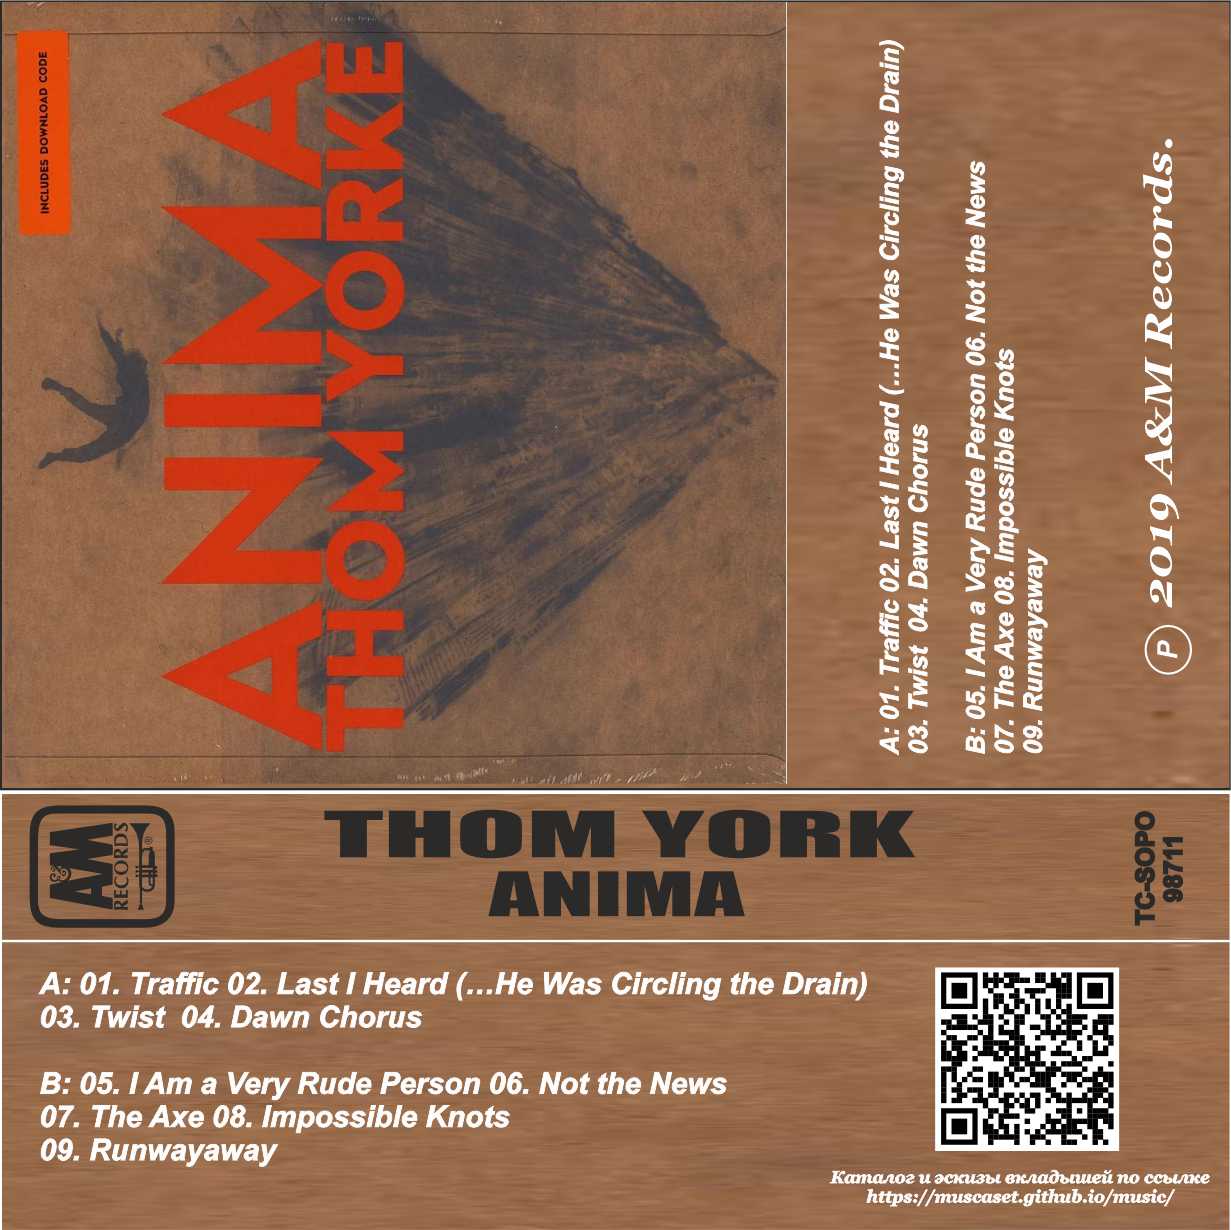 INCLUDES DOWNLOAD CODE
ANIMA
THOM YORKE
A: 01. Traffic 02. Last I Heard (...He Was Circling the Drain)
03. Twist  04. Dawn Chorus
B: 05. I Am a Very Rude Person 06. Not the News
07. The Axe 08. Impossible Knots
09. Runwayaway
Ⓟ 2019 A&M Records.
A&M
RECORDS
®
THOM YORK
ANIMA
TC-SOPO
98711
A: 01. Traffic 02. Last I Heard (...He Was Circling the Drain)
03. Twist  04. Dawn Chorus
B: 05. I Am a Very Rude Person 06. Not the News
07. The Axe 08. Impossible Knots
09. Runwayaway
Каталог и эскизы вкладышей по ссылке
https://muscaset.github.io/music/